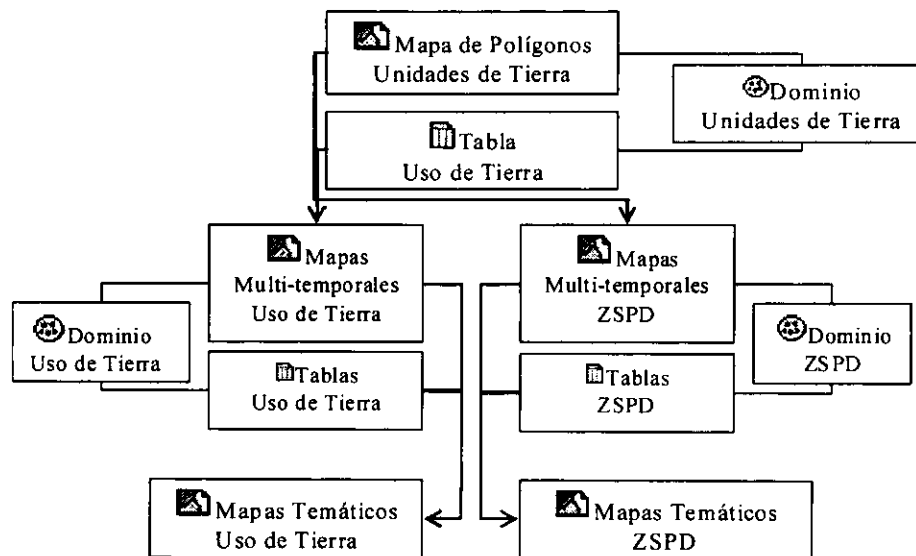 Mapa de Polígonos
Unidades de Tierra
Dominio
Unidades de Tierra
Tabla
Uso de Tierra
Mapas
Multi-temporales
Uso de Tierra
Mapas
Multi-temporales
ZSPD
Dominio
Uso de Tierra
Dominio
ZSPD
Tablas
Uso de Tierra
Tablas
ZSPD
Mapas Temáticos
Uso de Tierra
Mapas Temáticos
ZSPD